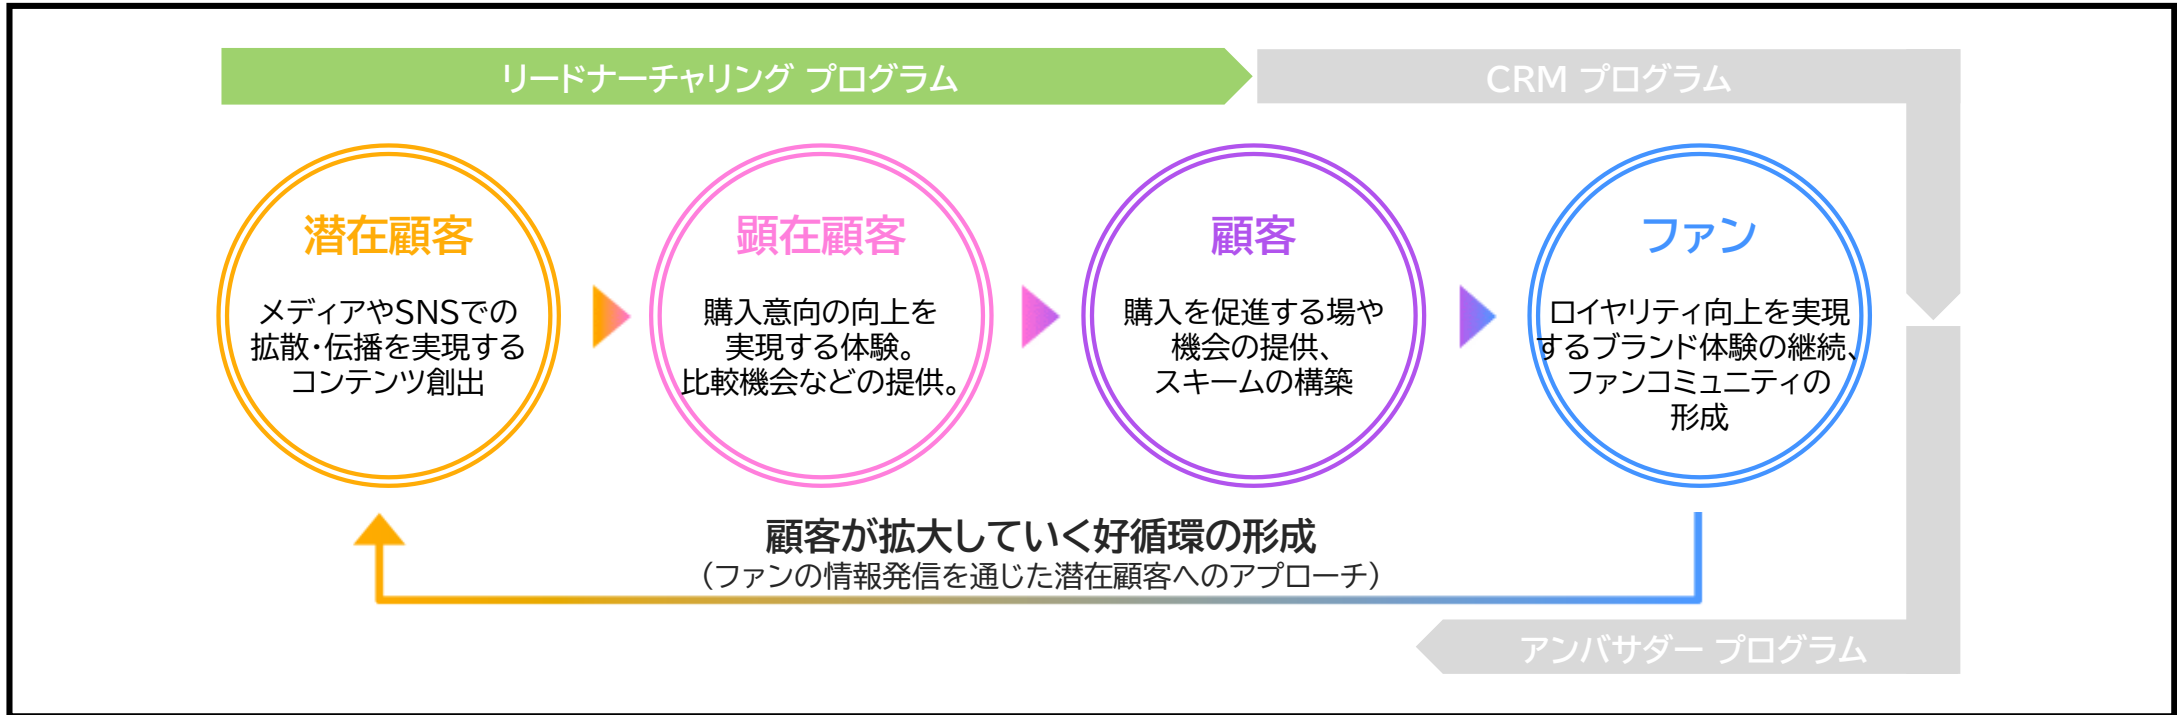 リードナーチャリング プログラム
CRM プログラム
潜在顧客
メディアやSNSでの
拡散・伝播を実現する
コンテンツ創出
顕在顧客
購入意向の向上を
実現する体験。
比較機会などの提供。
顧客
購入を促進する場や
機会の提供、
スキームの構築
ファン
ロイヤリティ向上を実現
するブランド体験の継続、
ファンコミュニティの
形成
顧客が拡大していく好循環の形成
（ファンの情報発信を通じた潜在顧客へのアプローチ）
アンバサダー プログラム